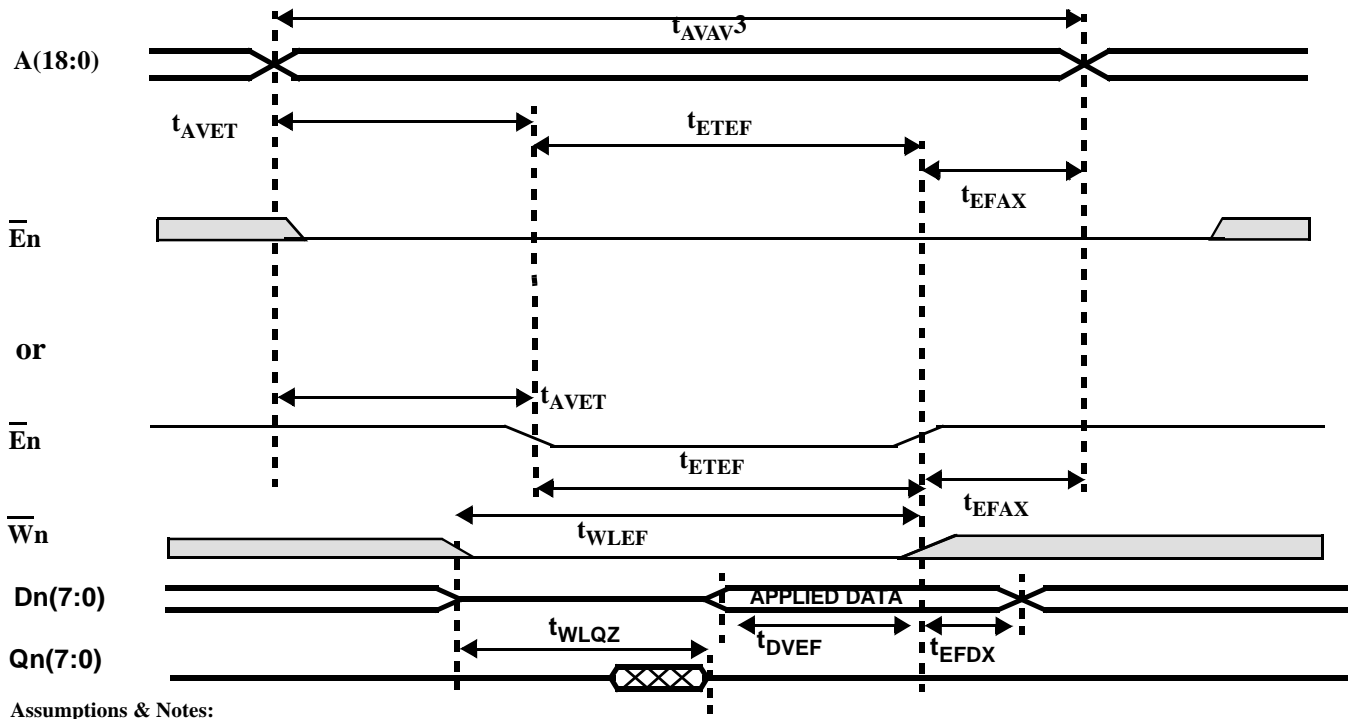 tAVAV3
A(18:0)
tAVET
tETEF
tEFAX
En
or
tAVET
En
tETEF
tEFAX
Wn
tWLEF
Dn(7:0)
APPLIED DATA
tWLQZ
tDVEF
tEFDX
Qn(7:0)
Assumptions & Notes: